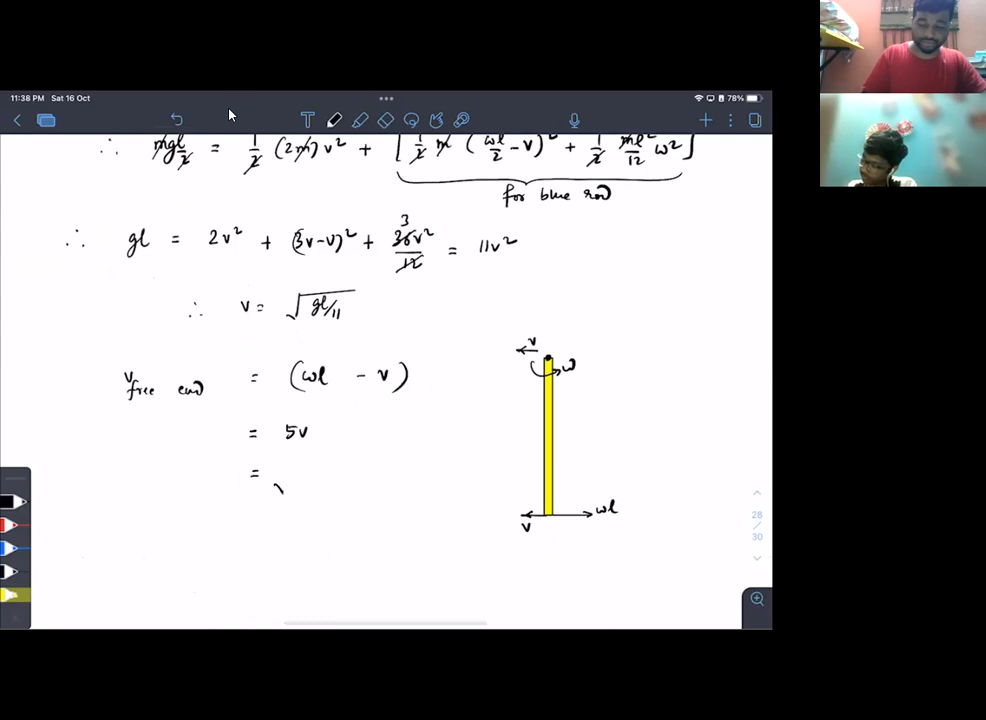 11:38 PM Sat 16 Oct 78%
∴ mgl/2 = 1/2 (2m) v² + [ 1/2 m (ωl/2 - v)² + 1/2 ml²/12 ω² ]
for blue rod
∴ gl = 2v² + (3v-v)² + 36v²/12 3 = 11v²
∴ v = √gl/11
v free end = (ωl - v)
= 5v
=
v
ω
v
ωl
28
/
30